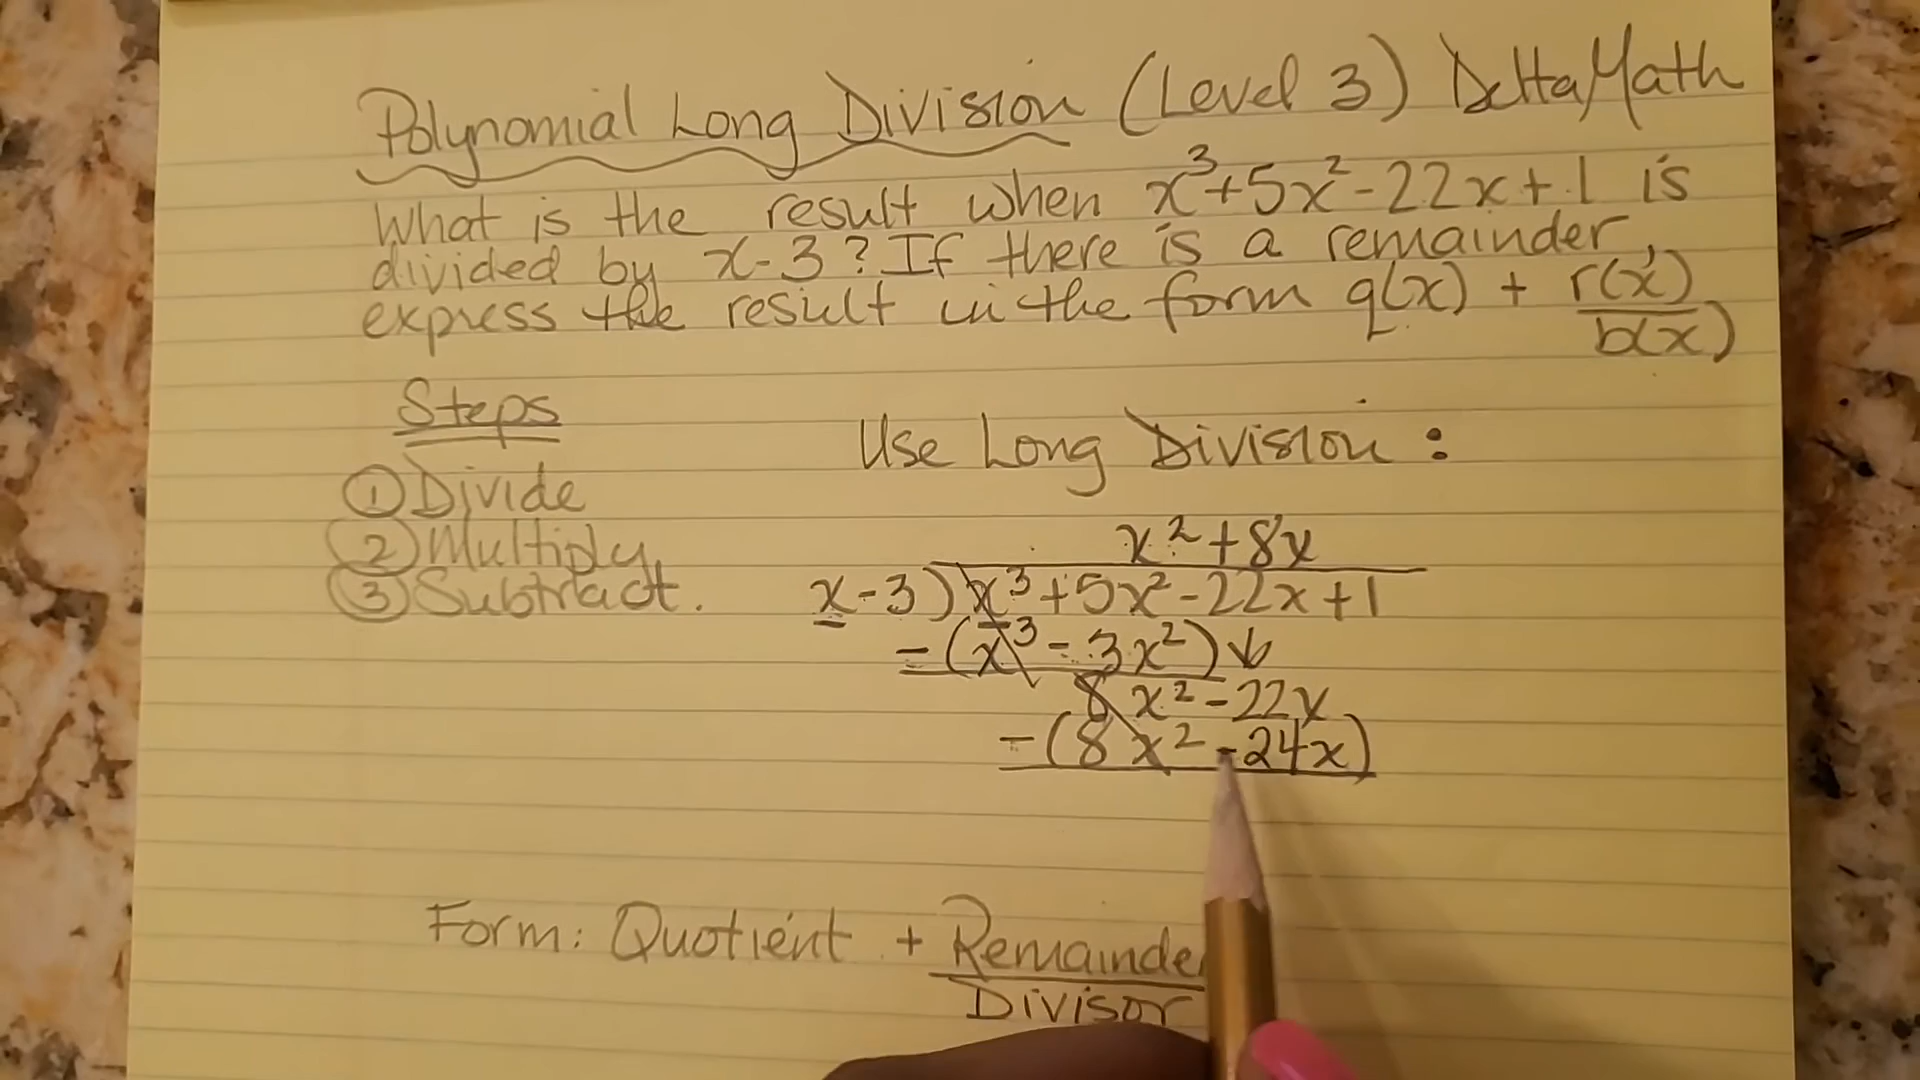 Polynomial Long Division (Level 3) DeltaMath
What is the result when x³+5x²-22x+1 is
divided by x-3? If there is a remainder,
express the result in the form q(x) + r(x)
b(x)
Steps
① Divide
② Multiply
③ Subtract.
Use Long Division:
x²+8x
x-3)x³+5x²-22x+1
-(x³-3x²)↓
8x²-22x
-(8x²-24x)
Form: Quotient + Remainde
Divisor